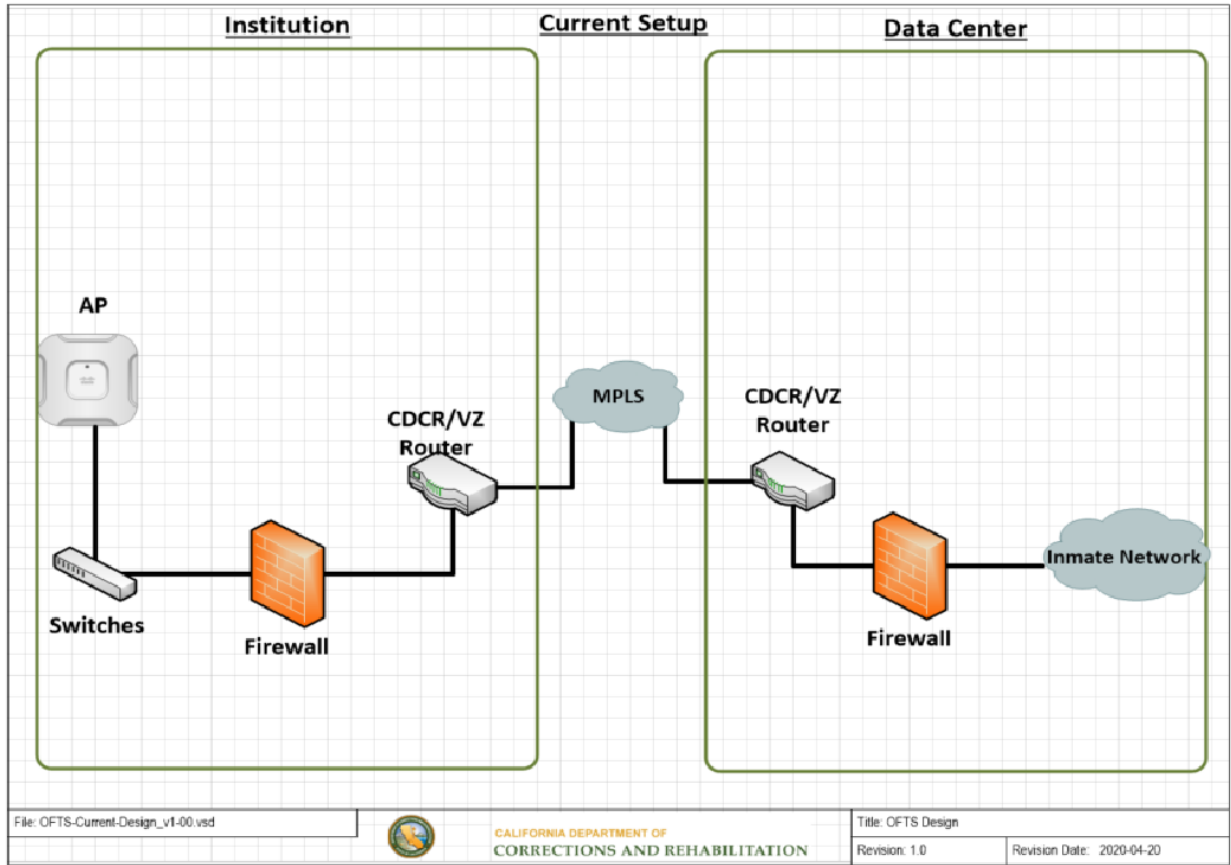 Institution
Current Setup
Data Center
AP
CDCR/VZ
Router
MPLS
CDCR/VZ
Router
Inmate Network
Switches
Firewall
Firewall
File: OFTS-Current-Design_v1-00.vsd
CALIFORNIA DEPARTMENT OF
CORRECTIONS AND REHABILITATION
Title: OFTS Design
Revision: 1.0
Revision Date: 2020-04-20